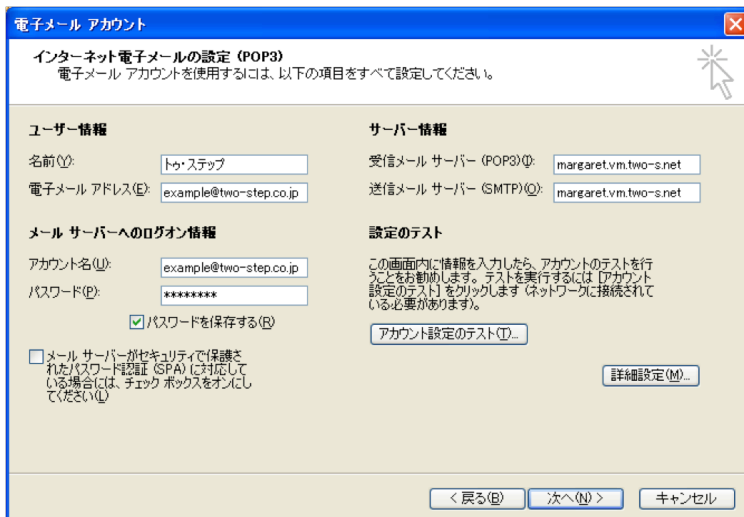 電子メール アカウント
インターネット電子メールの設定 (POP3)
電子メール アカウントを使用するには、以下の項目をすべて設定してください。
ユーザー情報
名前(Y):
トゥ・ステップ
電子メール アドレス(E):
example@two-step.co.jp
メール サーバーへのログオン情報
アカウント名(U):
example@two-step.co.jp
パスワード(P):
********
パスワードを保存する(R)
メール サーバーがセキュリティで保護さ
れたパスワード認証 (SPA) に対応して
いる場合には、チェック ボックスをオンにし
てください(L)
サーバー情報
受信メール サーバー (POP3)(I):
margaret.vm.two-s.net
送信メール サーバー (SMTP)(O):
margaret.vm.two-s.net
設定のテスト
この画面内に情報を入力したら、アカウントのテストを行
うことをお勧めします。テストを実行するには [アカウント
設定のテスト] をクリックします (ネットワークに接続されて
いる必要があります)。
アカウント設定のテスト(T)...
詳細設定(M)...
< 戻る(B)
次へ(N) >
キャンセル